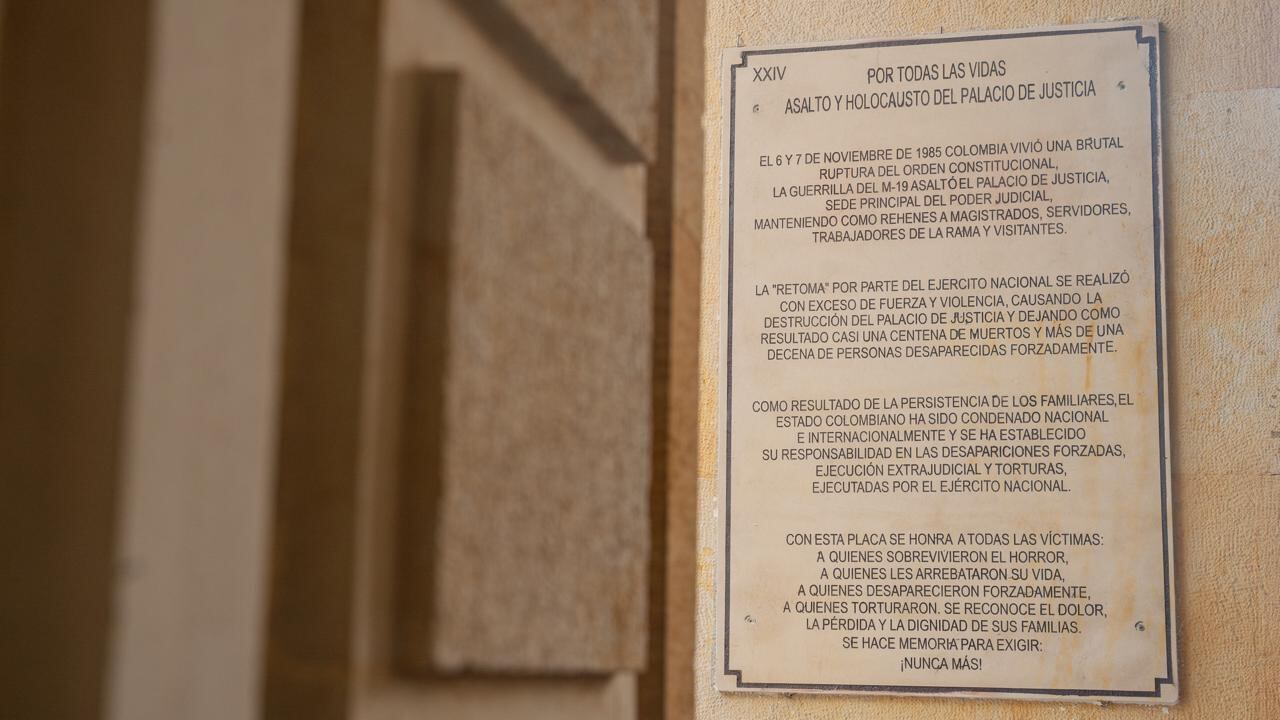 XXIV
POR TODAS LAS VIDAS
ASALTO Y HOLOCAUSTO DEL PALACIO DE JUSTICIA
EL 6 Y 7 DE NOVIEMBRE DE 1985 COLOMBIA VIVIÓ UNA BRUTAL
RUPTURA DEL ORDEN CONSTITUCIONAL,
LA GUERRILLA DEL M-19 ASALTÓ EL PALACIO DE JUSTICIA,
SEDE PRINCIPAL DEL PODER JUDICIAL,
MANTENIENDO COMO REHENES A MAGISTRADOS, SERVIDORES,
TRABAJADORES DE LA RAMA Y VISITANTES.
LA "RETOMA" POR PARTE DEL EJERCITO NACIONAL SE REALIZÓ
CON EXCESO DE FUERZA Y VIOLENCIA, CAUSANDO LA
DESTRUCCIÓN DEL PALACIO DE JUSTICIA Y DEJANDO COMO
RESULTADO CASI UNA CENTENA DE MUERTOS Y MÁS DE UNA
DECENA DE PERSONAS DESAPARECIDAS FORZADAMENTE.
COMO RESULTADO DE LA PERSISTENCIA DE LOS FAMILIARES, EL
ESTADO COLOMBIANO HA SIDO CONDENADO NACIONAL
E INTERNACIONALMENTE Y SE HA ESTABLECIDO
SU RESPONSABILIDAD EN LAS DESAPARICIONES FORZADAS,
EJECUCIÓN EXTRAJUDICIAL Y TORTURAS,
EJECUTADAS POR EL EJÉRCITO NACIONAL.
CON ESTA PLACA SE HONRA A TODAS LAS VÍCTIMAS:
A QUIENES SOBREVIVIERON EL HORROR,
A QUIENES LES ARREBATARON SU VIDA,
A QUIENES DESAPARECIERON FORZADAMENTE,
A QUIENES TORTURARON. SE RECONOCE EL DOLOR,
LA PÉRDIDA Y LA DIGNIDAD DE SUS FAMILIAS.
SE HACE MEMORIA PARA EXIGIR:
¡NUNCA MÁS!